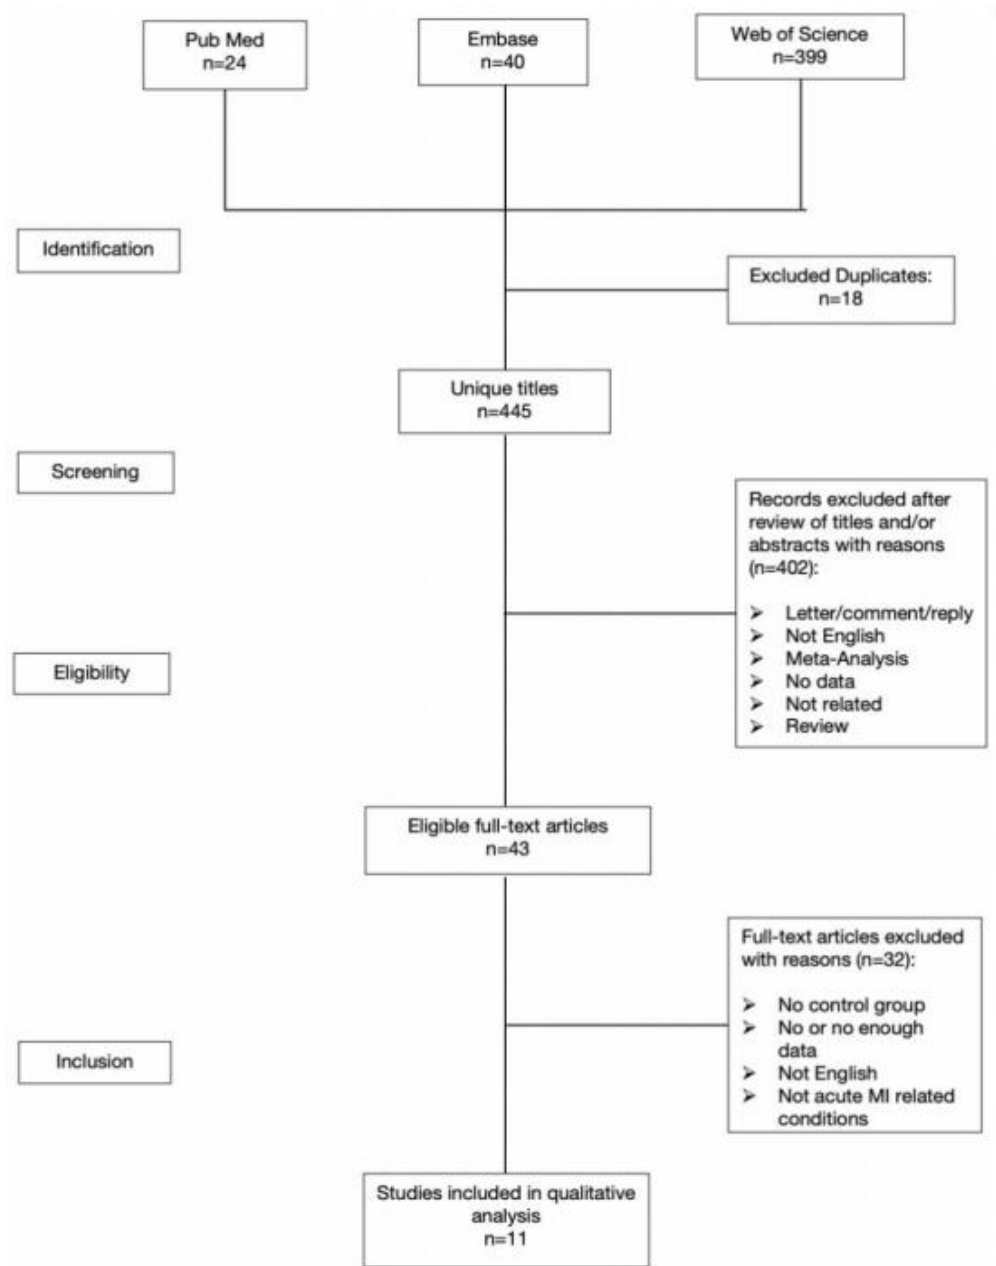 Pub Med
n=24
Embase
n=40
Web of Science
n=399
Identification
Excluded Duplicates:
n=18
Unique titles
n=445
Screening
Records excluded after
review of titles and/or
abstracts with reasons
(n=402):
➢ Letter/comment/reply
➢ Not English
➢ Meta-Analysis
➢ No data
➢ Not related
➢ Review
Eligibility
Eligible full-text articles
n=43
Full-text articles excluded
with reasons (n=32):
➢ No control group
➢ No or no enough
data
➢ Not English
➢ Not acute MI related
conditions
Inclusion
Studies included in qualitative
analysis
n=11